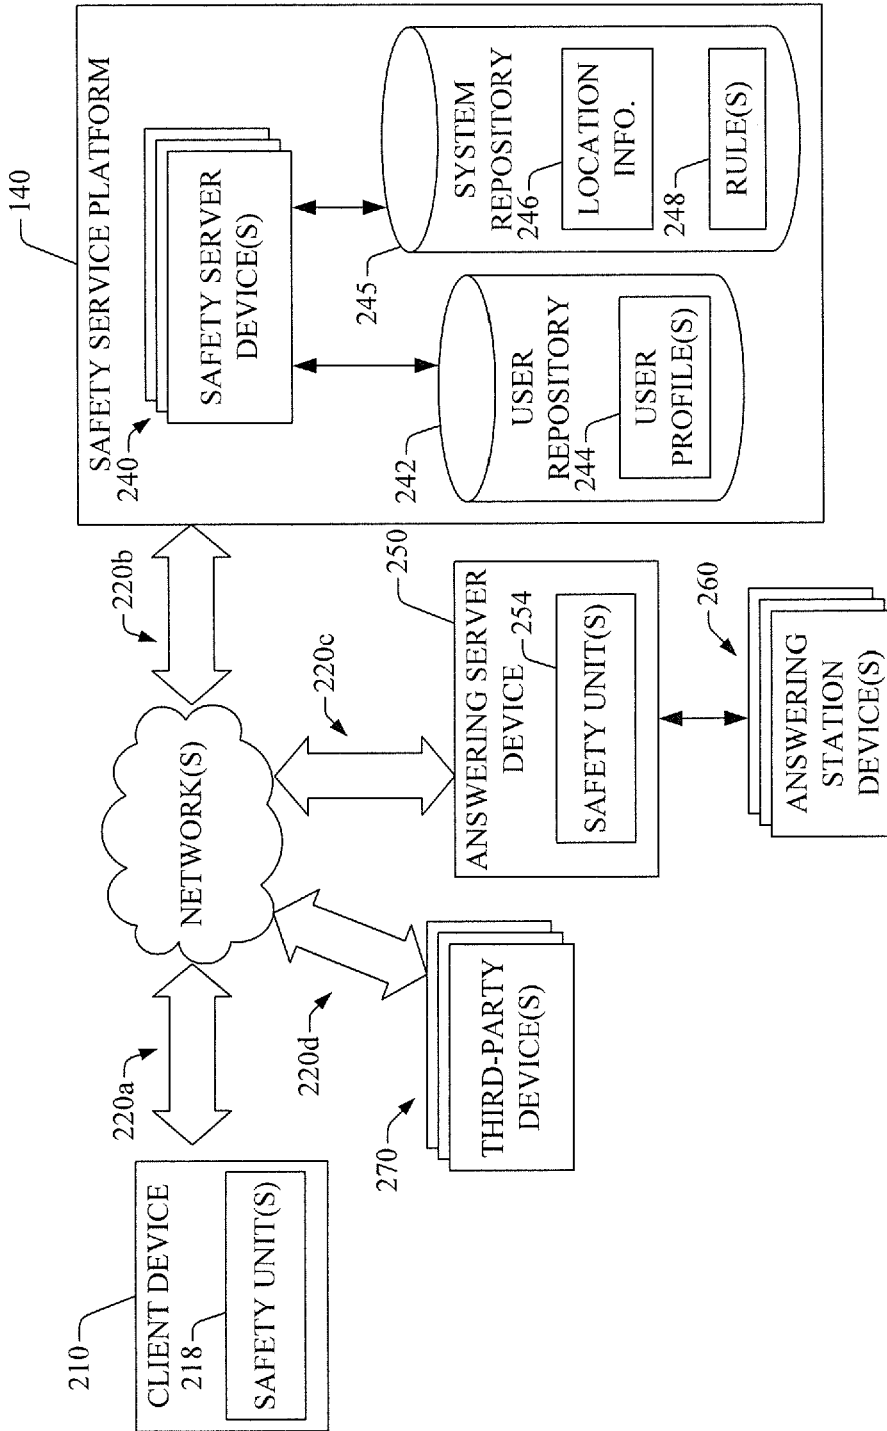 210
CLIENT DEVICE
218
SAFETY UNIT(S)
220a
NETWORK(S)
220b
220d
220c
270
THIRD-PARTY
DEVICE(S)
250
ANSWERING SERVER
DEVICE
254
SAFETY UNIT(S)
260
ANSWERING
STATION
DEVICE(S)
140
SAFETY SERVICE PLATFORM
240
SAFETY SERVER
DEVICE(S)
242
USER
REPOSITORY
244
USER
PROFILE(S)
245
SYSTEM
REPOSITORY
246
LOCATION
INFO.
248
RULE(S)